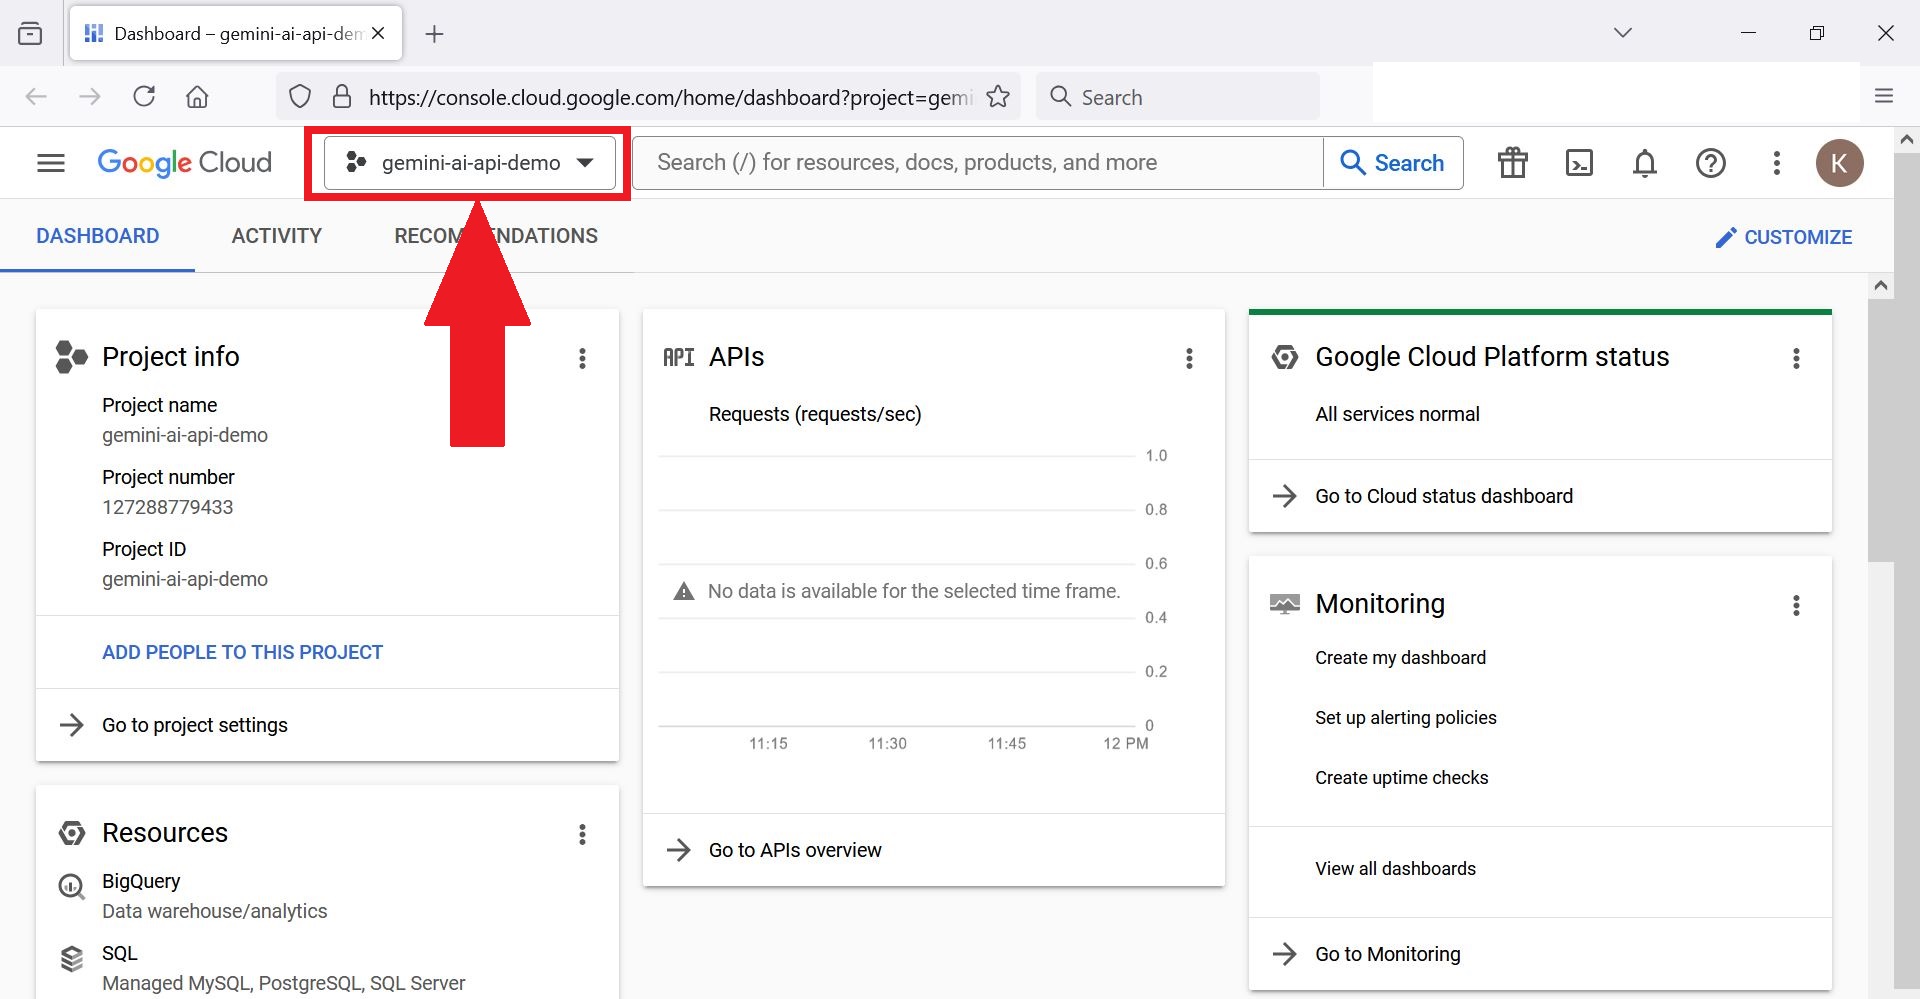 Dashboard – gemini-ai-api-dem
https://console.cloud.google.com/home/dashboard?project=gemi
Search
Google Cloud
gemini-ai-api-demo
Search (/) for resources, docs, products, and more
Search
K
DASHBOARD
ACTIVITY
RECOMMENDATIONS
CUSTOMIZE
Project info
Project name
gemini-ai-api-demo
Project number
127288779433
Project ID
gemini-ai-api-demo
ADD PEOPLE TO THIS PROJECT
Go to project settings
Resources
BigQuery
Data warehouse/analytics
SQL
Managed MySQL, PostgreSQL, SQL Server
API APIs
Requests (requests/sec)
1.0
0.8
0.6
No data is available for the selected time frame.
0.4
0.2
0
11:15
11:30
11:45
12 PM
Go to APIs overview
Google Cloud Platform status
All services normal
Go to Cloud status dashboard
Monitoring
Create my dashboard
Set up alerting policies
Create uptime checks
View all dashboards
Go to Monitoring